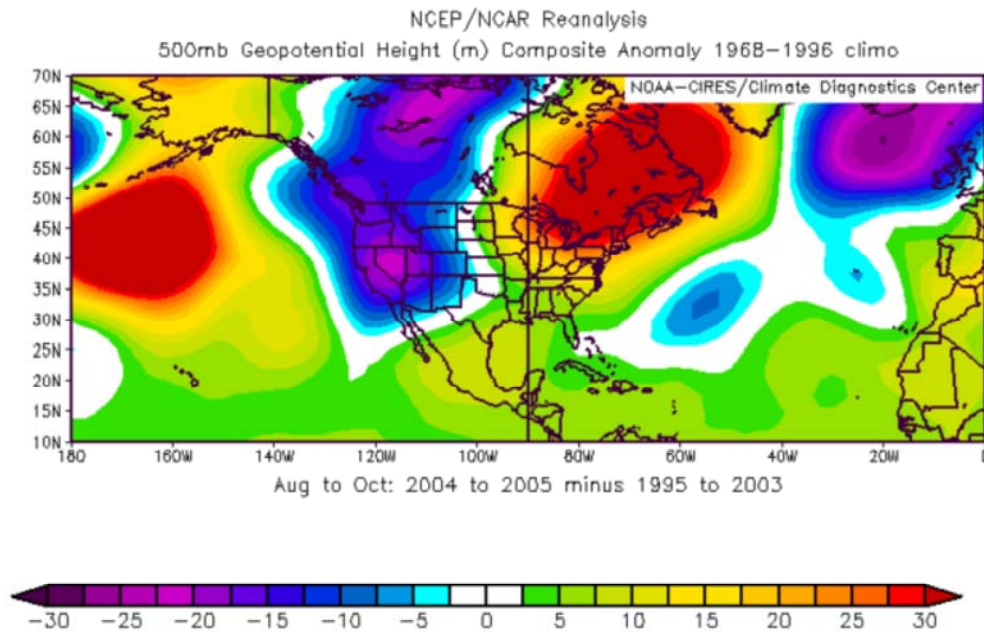 NCEP/NCAR Reanalysis
500mb Geopotential Height (m) Composite Anomaly 1968-1996 climo
NOAA-CIRES/Climate Diagnostics Center
70N
65N
60N
55N
50N
45N
40N
35N
30N
25N
20N
15N
10N
180 160W 140W 120W 100W 80W 60W 40W 20W 0
Aug to Oct: 2004 to 2005 minus 1995 to 2003
-30 -25 -20 -15 -10 -5 0 5 10 15 20 25 30